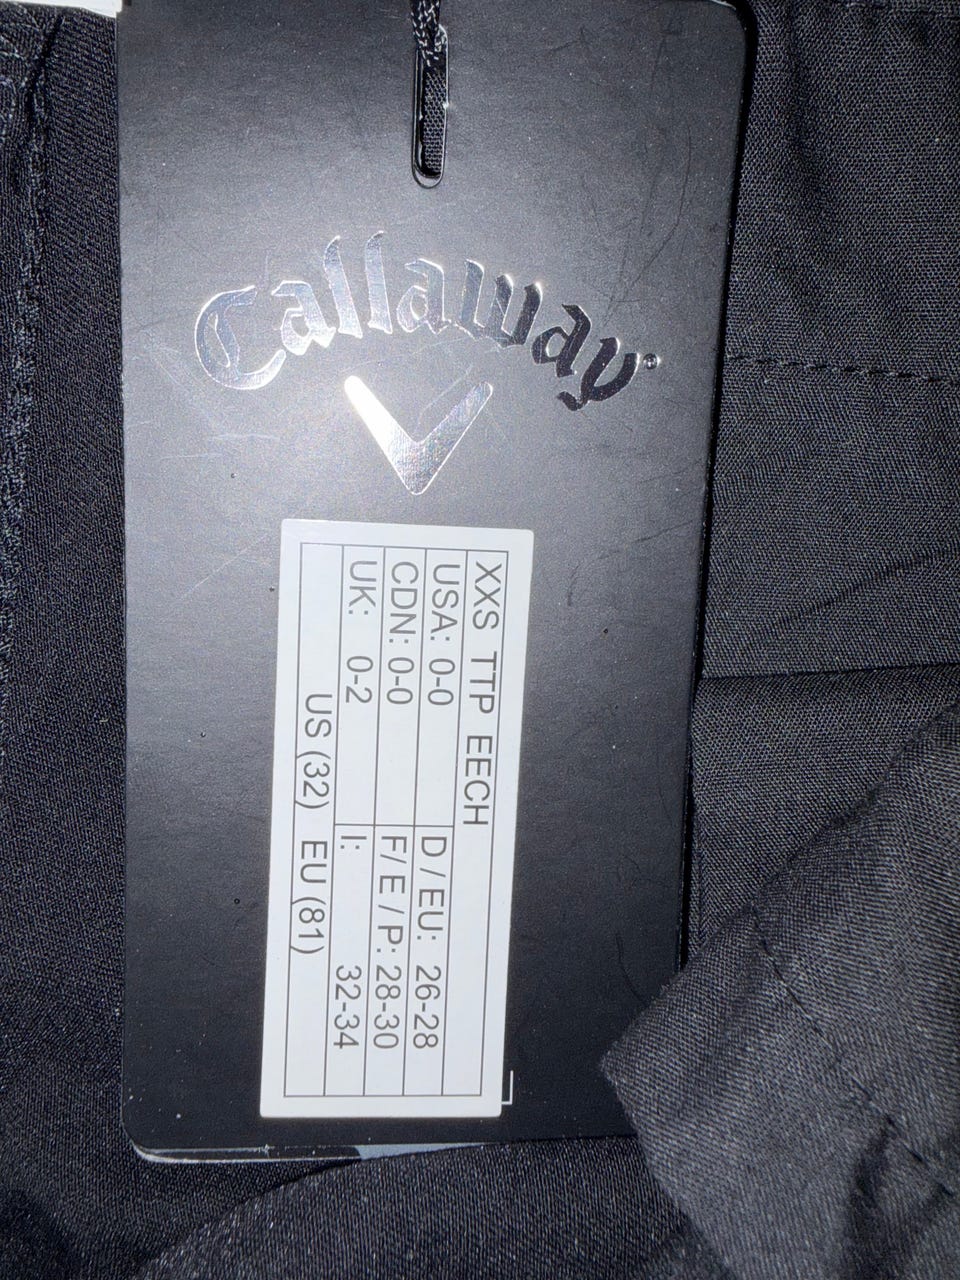 Callaway
XXS TTP EECH
USA: 0-0 D / EU: 26-28
CDN: 0-0 F/ E / P: 28-30
UK: 0-2 I: 32-34
US (32) EU (81)